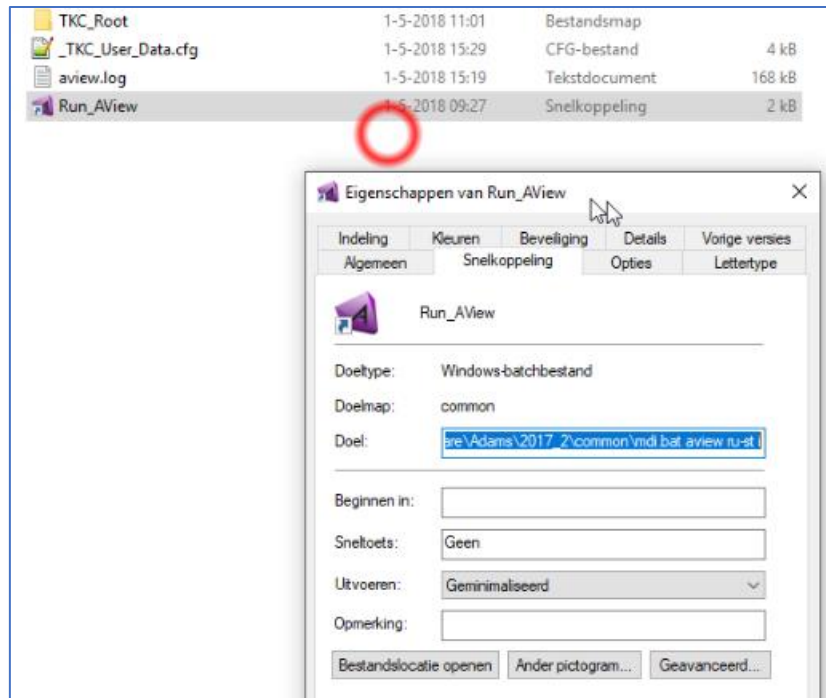 TKC_Root 1-5-2018 11:01 Bestandsmap
_TKC_User_Data.cfg 1-5-2018 15:29 CFG-bestand 4 kB
aview.log 1-5-2018 15:19 Tekstdocument 168 kB
Run_AView 1-5-2018 09:27 Snelkoppeling 2 kB
Eigenschappen van Run_AView
Indeling Kleuren Beveiliging Details Vorige versies
Algemeen Snelkoppeling Opties Lettertype
Run_AView
Doeltype: Windows-batchbestand
Doelmap: common
Doel: are\Adams\2017_2\common\mdi.bat aview ru-st i
Beginnen in:
Sneltoets: Geen
Uitvoeren: Geminimaliseerd
Opmerking:
Bestandslocatie openen Ander pictogram... Geavanceerd...